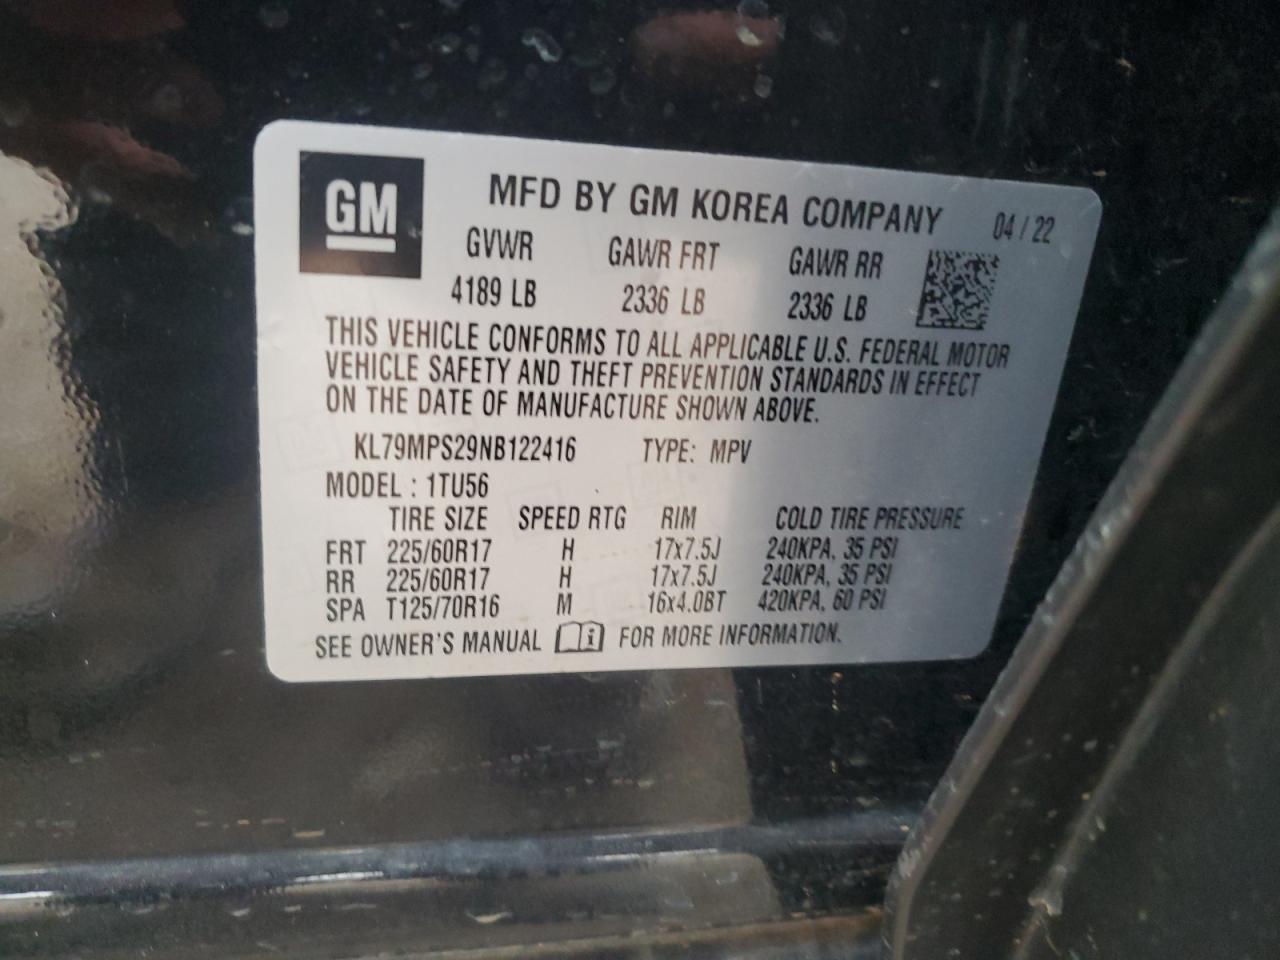 GM
MFD BY GM KOREA COMPANY 04 / 22
GVWR GAWR FRT GAWR RR
4189 LB 2336 LB 2336 LB
THIS VEHICLE CONFORMS TO ALL APPLICABLE U.S. FEDERAL MOTOR
VEHICLE SAFETY AND THEFT PREVENTION STANDARDS IN EFFECT
ON THE DATE OF MANUFACTURE SHOWN ABOVE.
KL79MPS29NB122416 TYPE: MPV
MODEL : 1TU56
TIRE SIZE SPEED RTG RIM COLD TIRE PRESSURE
FRT 225/60R17 H 17x7.5J 240KPA, 35 PSI
RR 225/60R17 H 17x7.5J 240KPA, 35 PSI
SPA T125/70R16 M 16x4.0BT 420KPA, 60 PSI
SEE OWNER'S MANUAL FOR MORE INFORMATION.